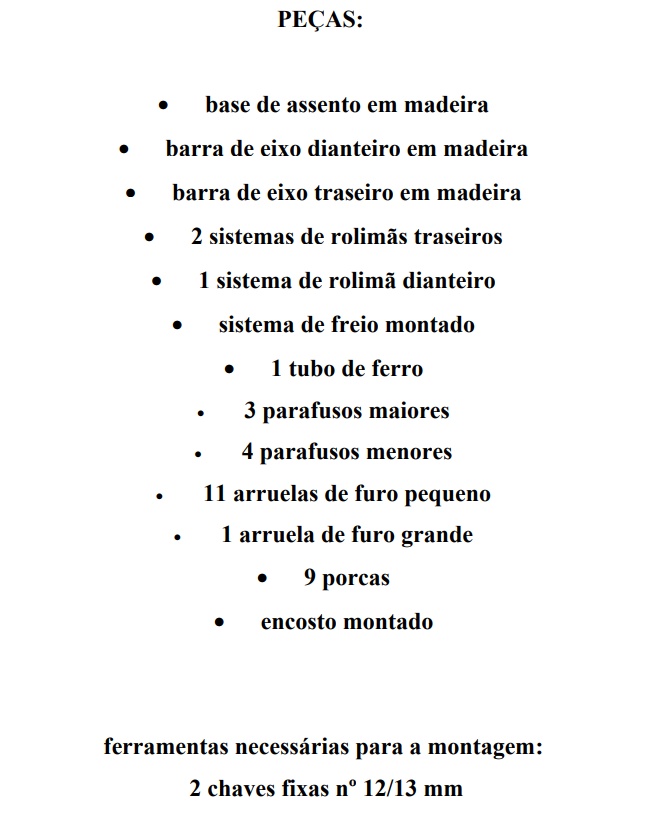 PEÇAS:
• base de assento em madeira
• barra de eixo dianteiro em madeira
• barra de eixo traseiro em madeira
• 2 sistemas de rolimãs traseiros
• 1 sistema de rolimã dianteiro
• sistema de freio montado
• 1 tubo de ferro
• 3 parafusos maiores
• 4 parafusos menores
• 11 arruelas de furo pequeno
• 1 arruela de furo grande
• 9 porcas
• encosto montado
ferramentas necessárias para a montagem:
2 chaves fixas nº 12/13 mm